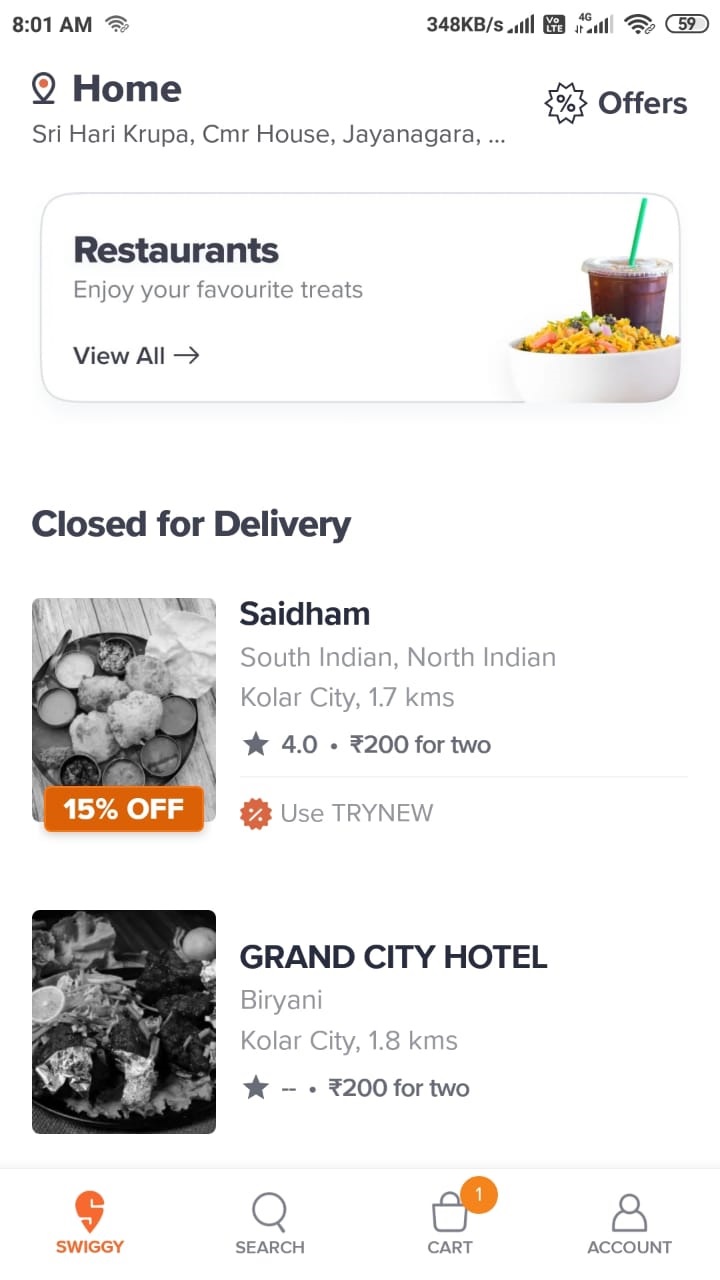 8:01 AM
348KB/s Vo LTE 4G 59
Home
Offers
Sri Hari Krupa, Cmr House, Jayanagara, ...
Restaurants
Enjoy your favourite treats
View All →
Closed for Delivery
Saidham
South Indian, North Indian
Kolar City, 1.7 kms
★ 4.0 • ₹200 for two
15% OFF
Use TRYNEW
GRAND CITY HOTEL
Biryani
Kolar City, 1.8 kms
★ -- • ₹200 for two
1
SWIGGY SEARCH CART ACCOUNT